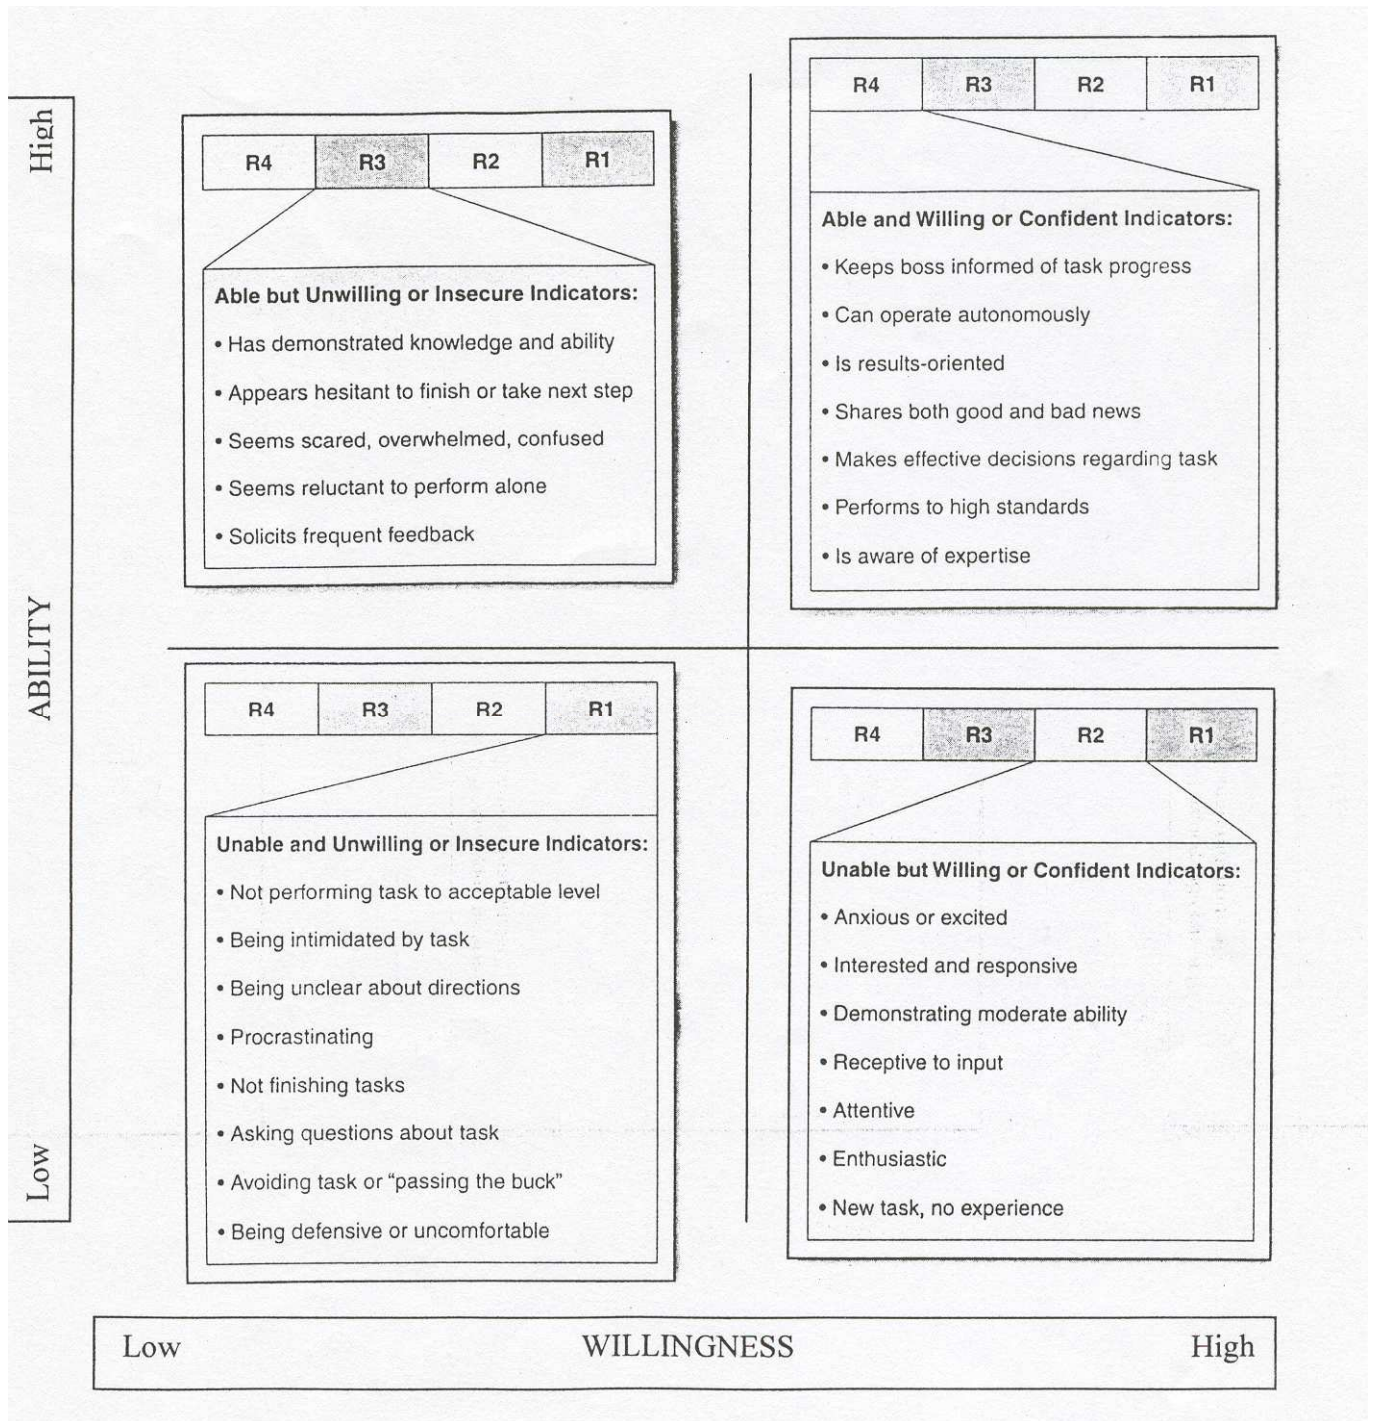 High
ABILITY
Low
R4 R3 R2 R1
Able but Unwilling or Insecure Indicators:
• Has demonstrated knowledge and ability
• Appears hesitant to finish or take next step
• Seems scared, overwhelmed, confused
• Seems reluctant to perform alone
• Solicits frequent feedback
R4 R3 R2 R1
Able and Willing or Confident Indicators:
• Keeps boss informed of task progress
• Can operate autonomously
• Is results-oriented
• Shares both good and bad news
• Makes effective decisions regarding task
• Performs to high standards
• Is aware of expertise
R4 R3 R2 R1
Unable and Unwilling or Insecure Indicators:
• Not performing task to acceptable level
• Being intimidated by task
• Being unclear about directions
• Procrastinating
• Not finishing tasks
• Asking questions about task
• Avoiding task or “passing the buck”
• Being defensive or uncomfortable
R4 R3 R2 R1
Unable but Willing or Confident Indicators:
• Anxious or excited
• Interested and responsive
• Demonstrating moderate ability
• Receptive to input
• Attentive
• Enthusiastic
• New task, no experience
Low WILLINGNESS High